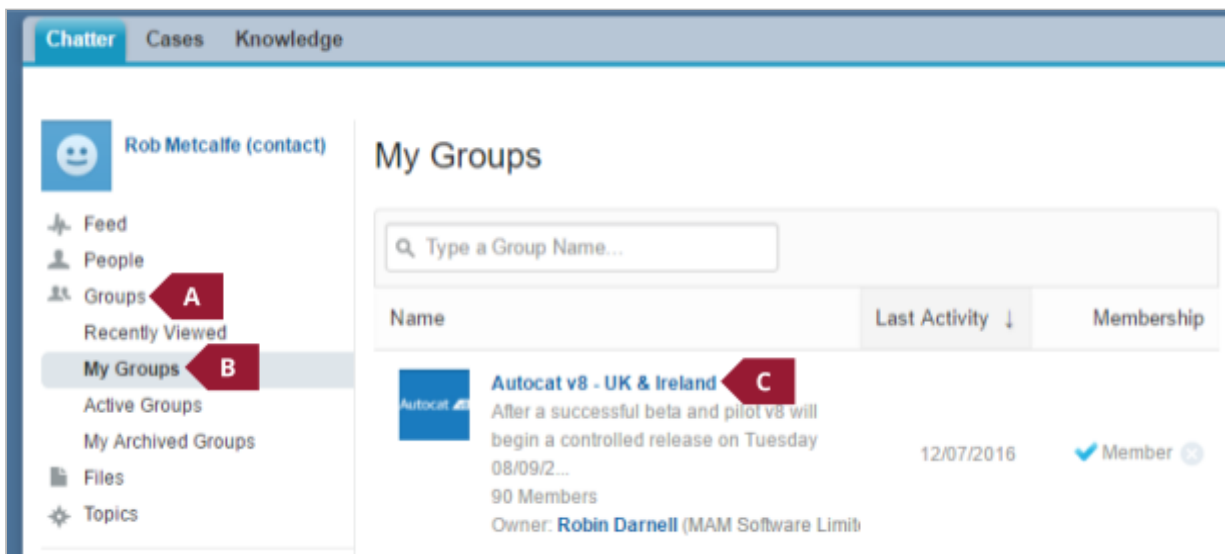 Chatter Cases Knowledge
Rob Metcalfe (contact)
Feed
People
Groups A
Recently Viewed
My Groups B
Active Groups
My Archived Groups
Files
Topics
My Groups
Type a Group Name...
Name Last Activity ↓ Membership
Autocat
Autocat v8 - UK & Ireland C
After a successful beta and pilot v8 will
begin a controlled release on Tuesday
08/09/2...
90 Members
Owner: Robin Darnell (MAM Software Limit
12/07/2016
Member